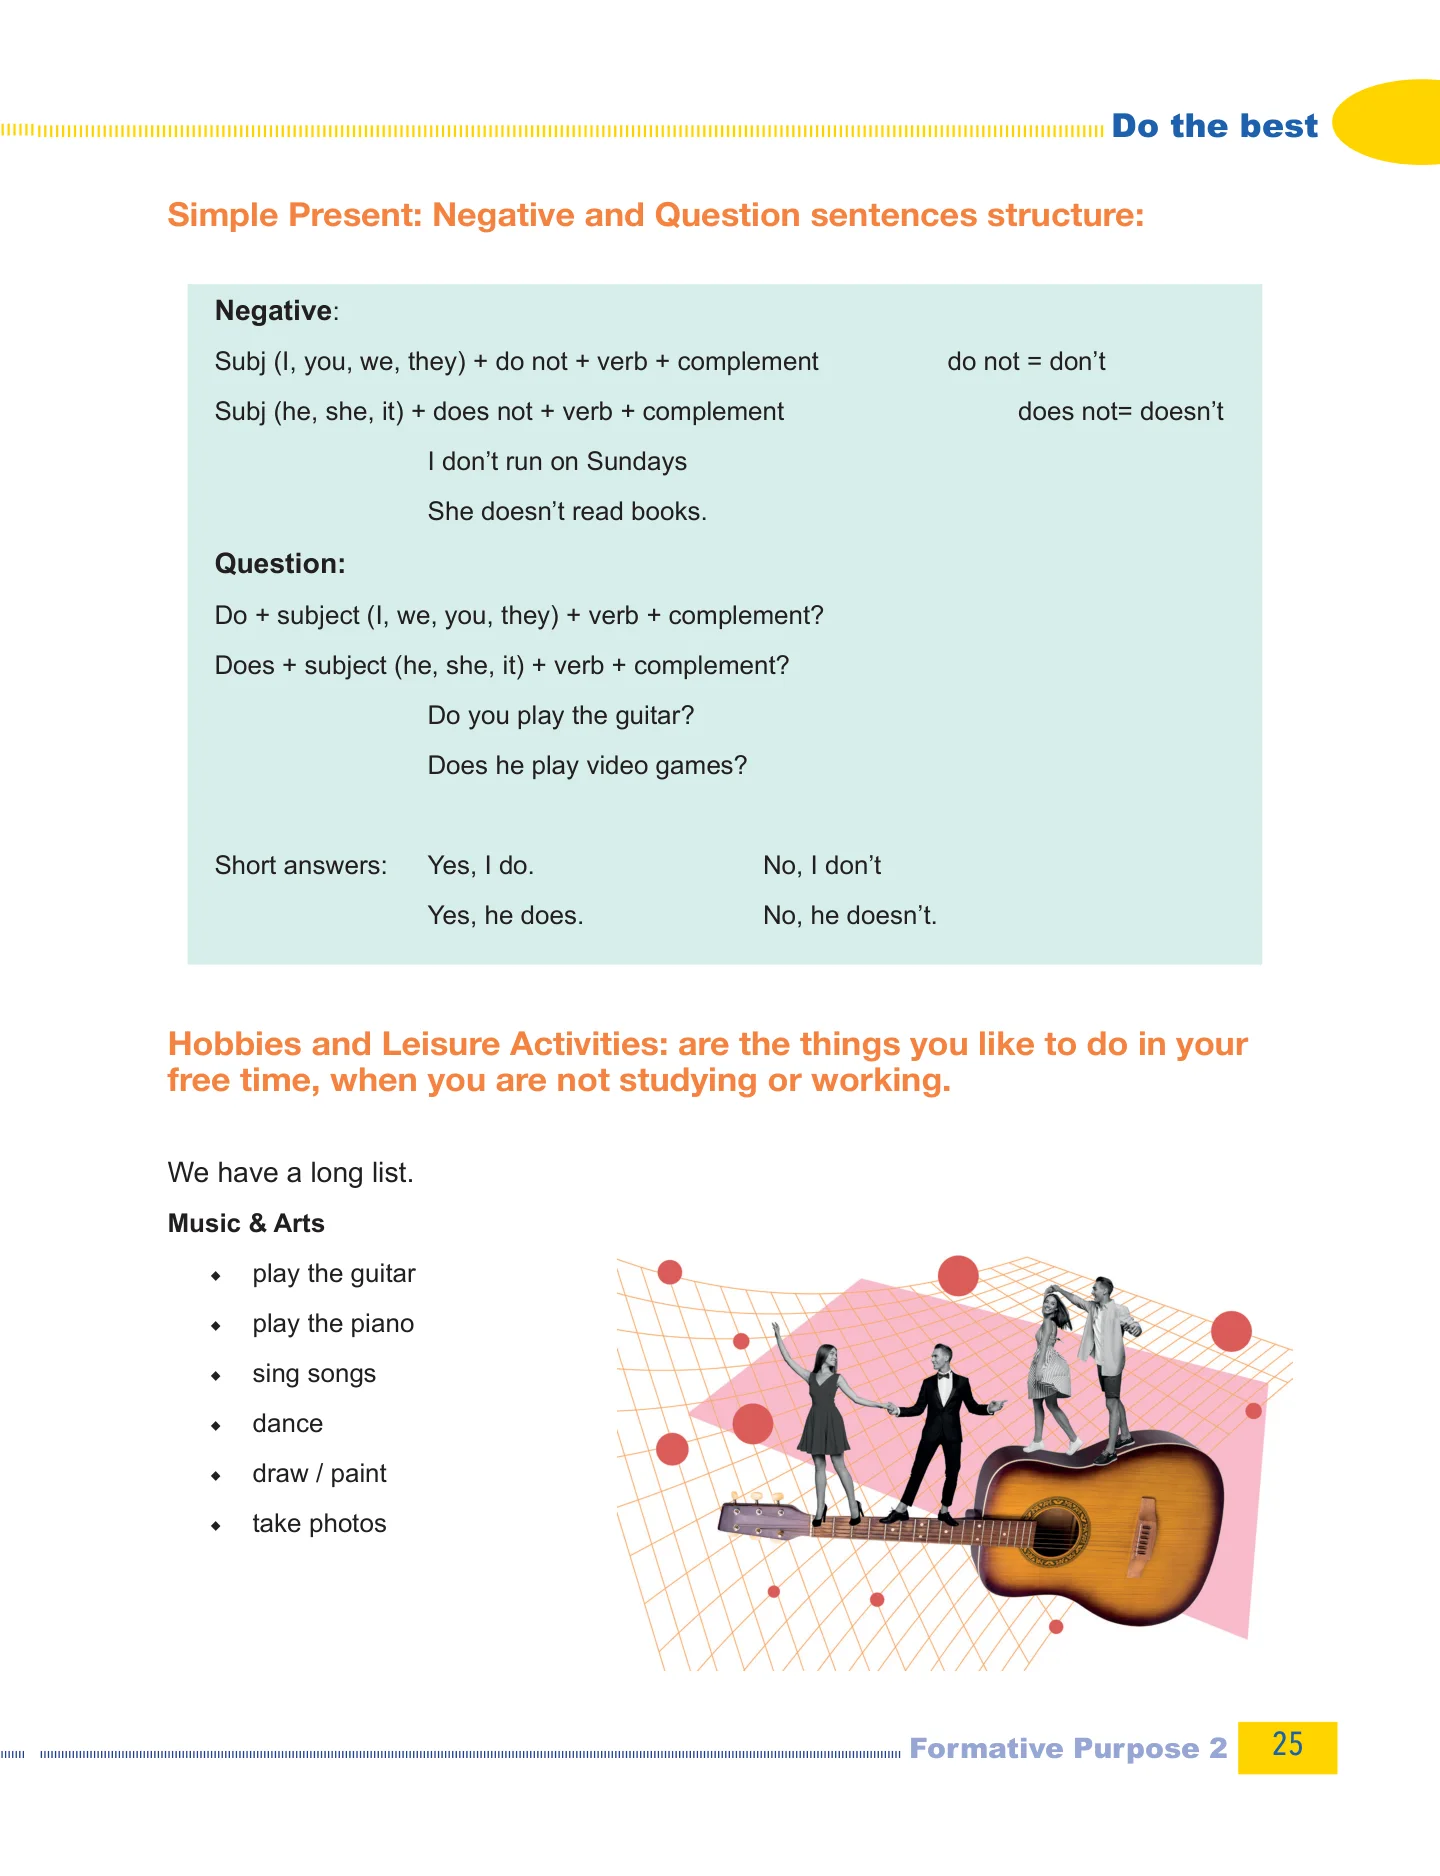 Do the best
Simple Present: Negative and Question sentences structure:
Negative:
Subj (I, you, we, they) + do not + verb + complement do not = don’t
Subj (he, she, it) + does not + verb + complement does not= doesn’t
I don’t run on Sundays
She doesn’t read books.
Question:
Do + subject (I, we, you, they) + verb + complement?
Does + subject (he, she, it) + verb + complement?
Do you play the guitar?
Does he play video games?
Short answers: Yes, I do. No, I don’t
Yes, he does. No, he doesn’t.
Hobbies and Leisure Activities: are the things you like to do in your
free time, when you are not studying or working.
We have a long list.
Music & Arts
⬥ play the guitar
⬥ play the piano
⬥ sing songs
⬥ dance
⬥ draw / paint
⬥ take photos
Formative Purpose 2 25